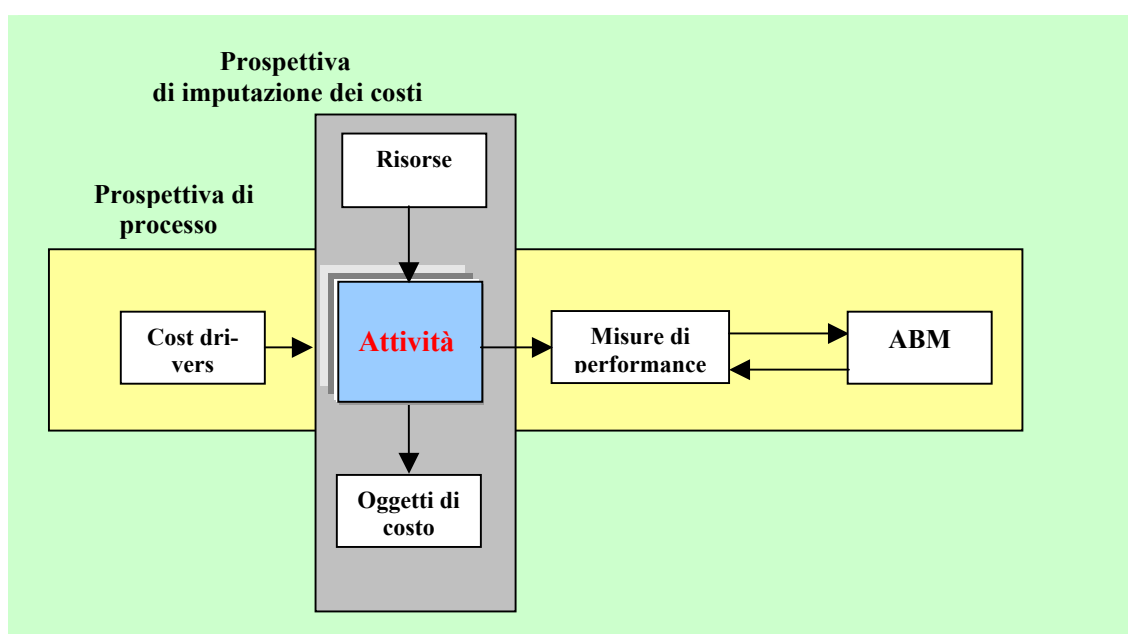 Prospettiva
di imputazione dei costi
Risorse
Prospettiva di
processo
Cost dri-
vers
Attività
Misure di
performance
ABM
Oggetti di
costo